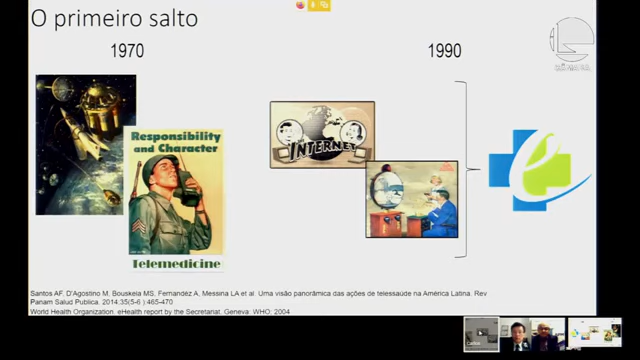 O primeiro salto
1970
1990
Responsibility
and Character
INTERNET
Telemedicine
e
Santos AF, D'Agostino M, Bouskela MS, Fernandéz A, Messina LA et al. Uma visão panorâmica das ações de telessaúde na América Latina. Rev
Panam Salud Publica. 2014:35(5-6 ):465-470
World Health Organization. eHealth report by the Secretariat. Geneva: WHO; 2004